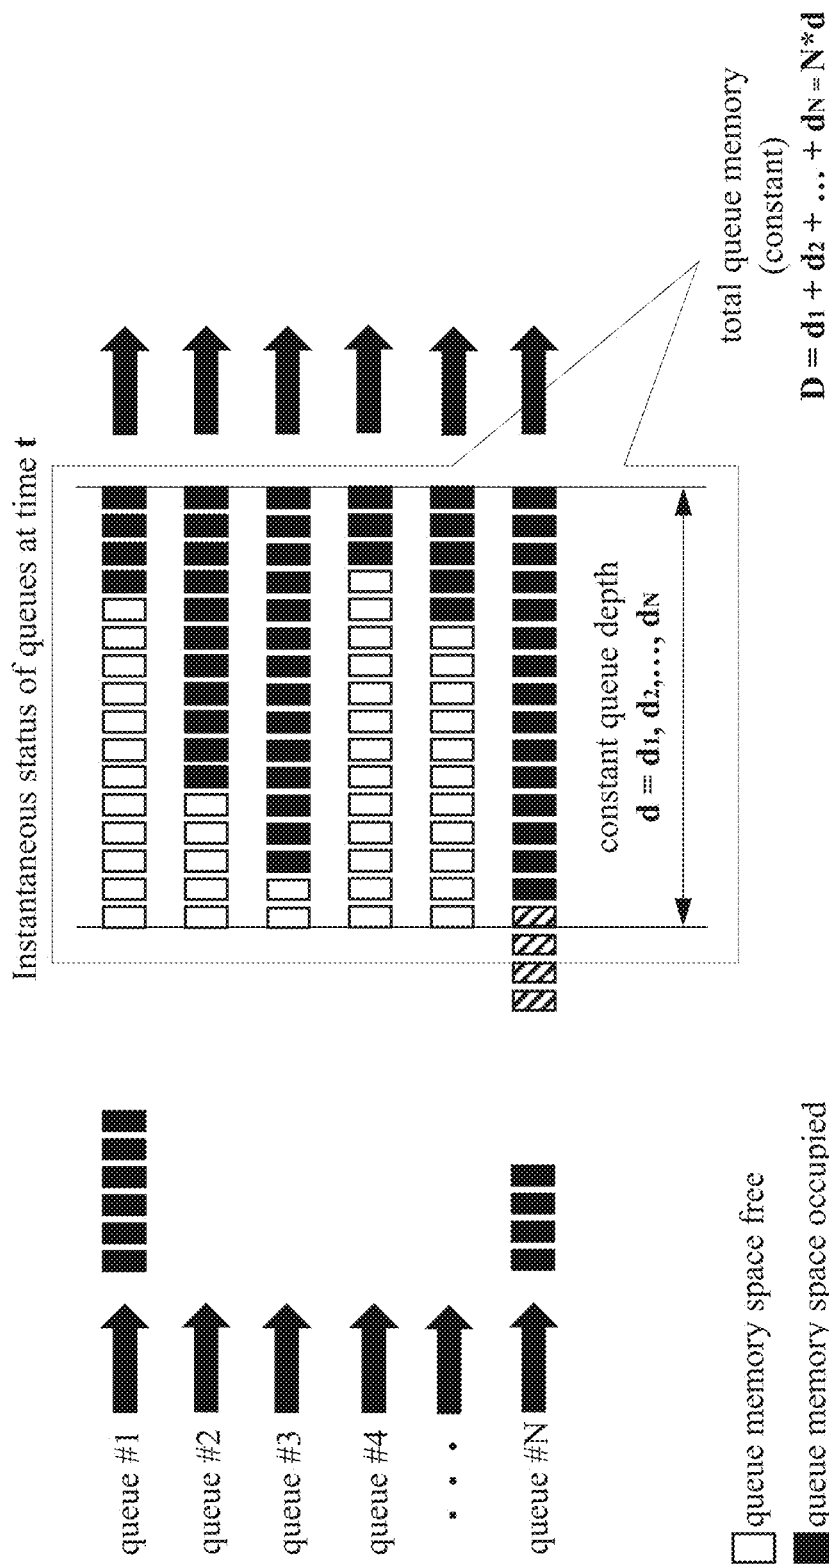 Instantaneous status of queues at time t
queue #1
queue #2
queue #3
queue #4
. . .
queue #N
constant queue depth
d = d1, d2,..., dN
total queue memory
(constant)
D = d1 + d2 + ... + dN = N*d
queue memory space free
queue memory space occupied